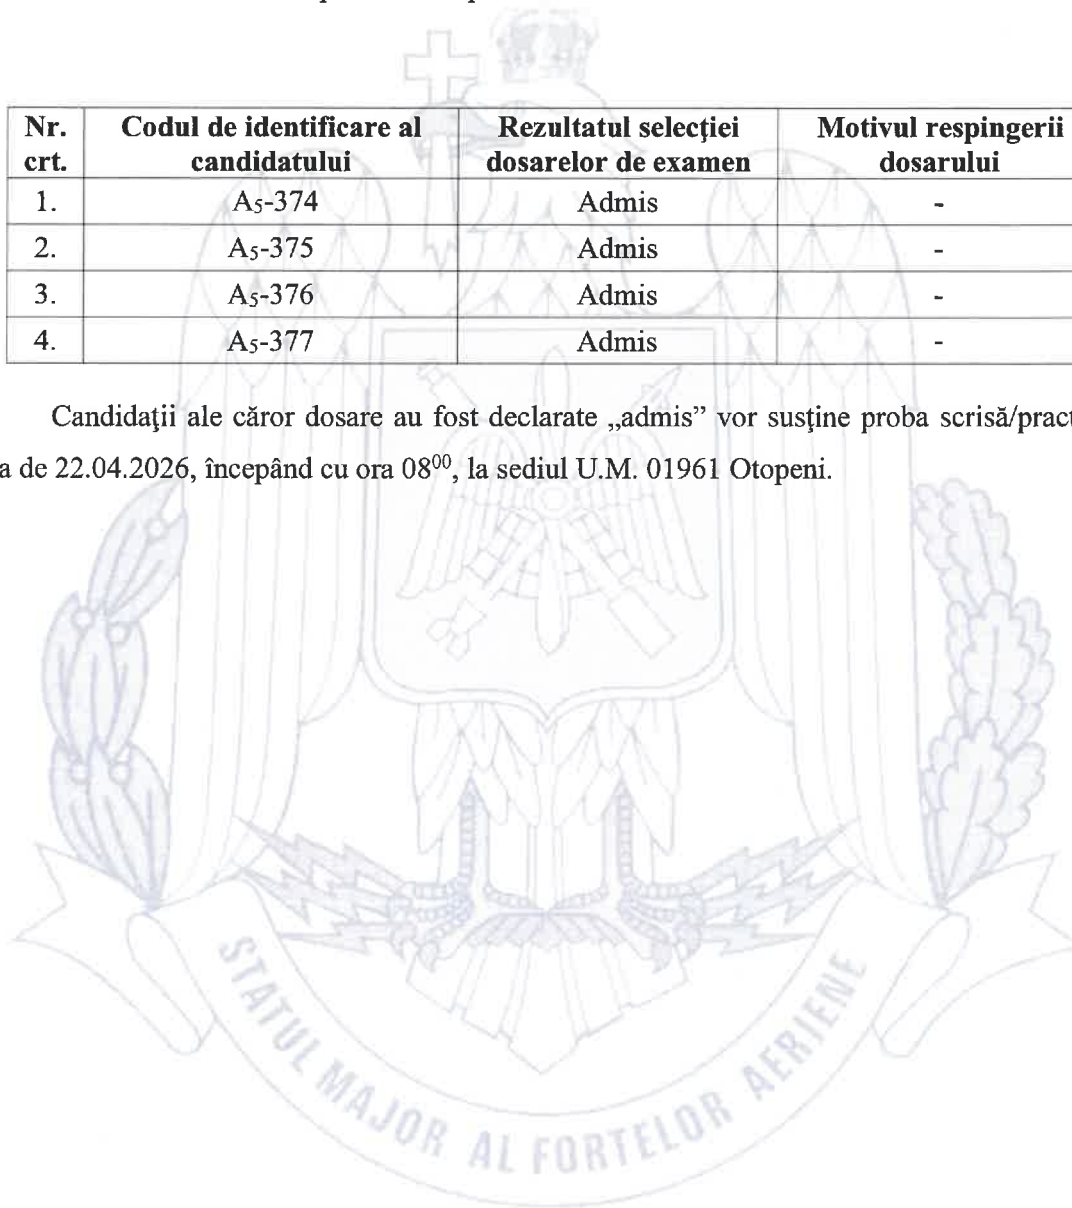 Nr. crt. Codul de identificare al candidatului Rezultatul selecției dosarelor de examen Motivul respingerii dosarului
1. A5-374 Admis -
2. A5-375 Admis -
3. A5-376 Admis -
4. A5-377 Admis -
Candidaţii ale căror dosare au fost declarate „admis” vor susţine proba scrisă/pract
a de 22.04.2026, începând cu ora 08⁰⁰, la sediul U.M. 01961 Otopeni.
STATUL MAJOR AL FORTELOR AERIENE